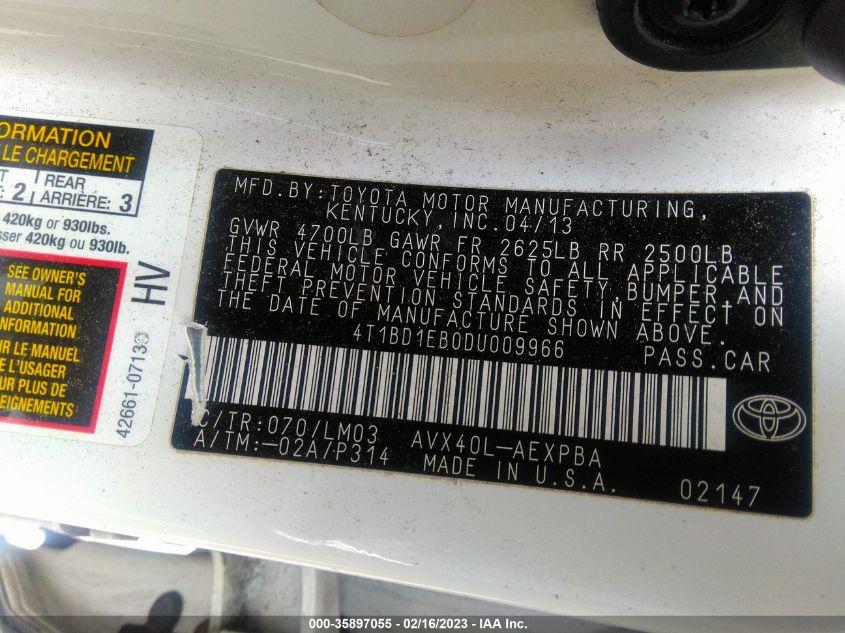 ORMATION
LE CHARGEMENT
T
: 2
REAR
ARRIÈRE: 3
420kg or 930lbs.
sser 420kg ou 930lb.
SEE OWNER'S
MANUAL FOR
ADDITIONAL
INFORMATION
R LE MANUEL
L'USAGER
UR PLUS DE
EIGNEMENTS
HV
42661-07130
MFD.BY:TOYOTA MOTOR MANUFACTURING,
KENTUCKY,INC.04/13
GVWR 4700LB GAWR FR 2625LB RR 2500LB
THIS VEHICLE CONFORMS TO ALL APPLICABLE
FEDERAL MOTOR VEHICLE SAFETY,BUMPER,AND
THEFT PREVENTION STANDARDS IN EFFECT ON
THE DATE OF MANUFACTURE SHOWN ABOVE.
4T1BD1EB0DU009966 PASS.CAR
C/TR:070/LM03 AVX40L-AEXPBA
A/TM:-02A/P314 MADE IN U.S.A.
02147
000-35897055 - 02/16/2023 - IAA Inc.